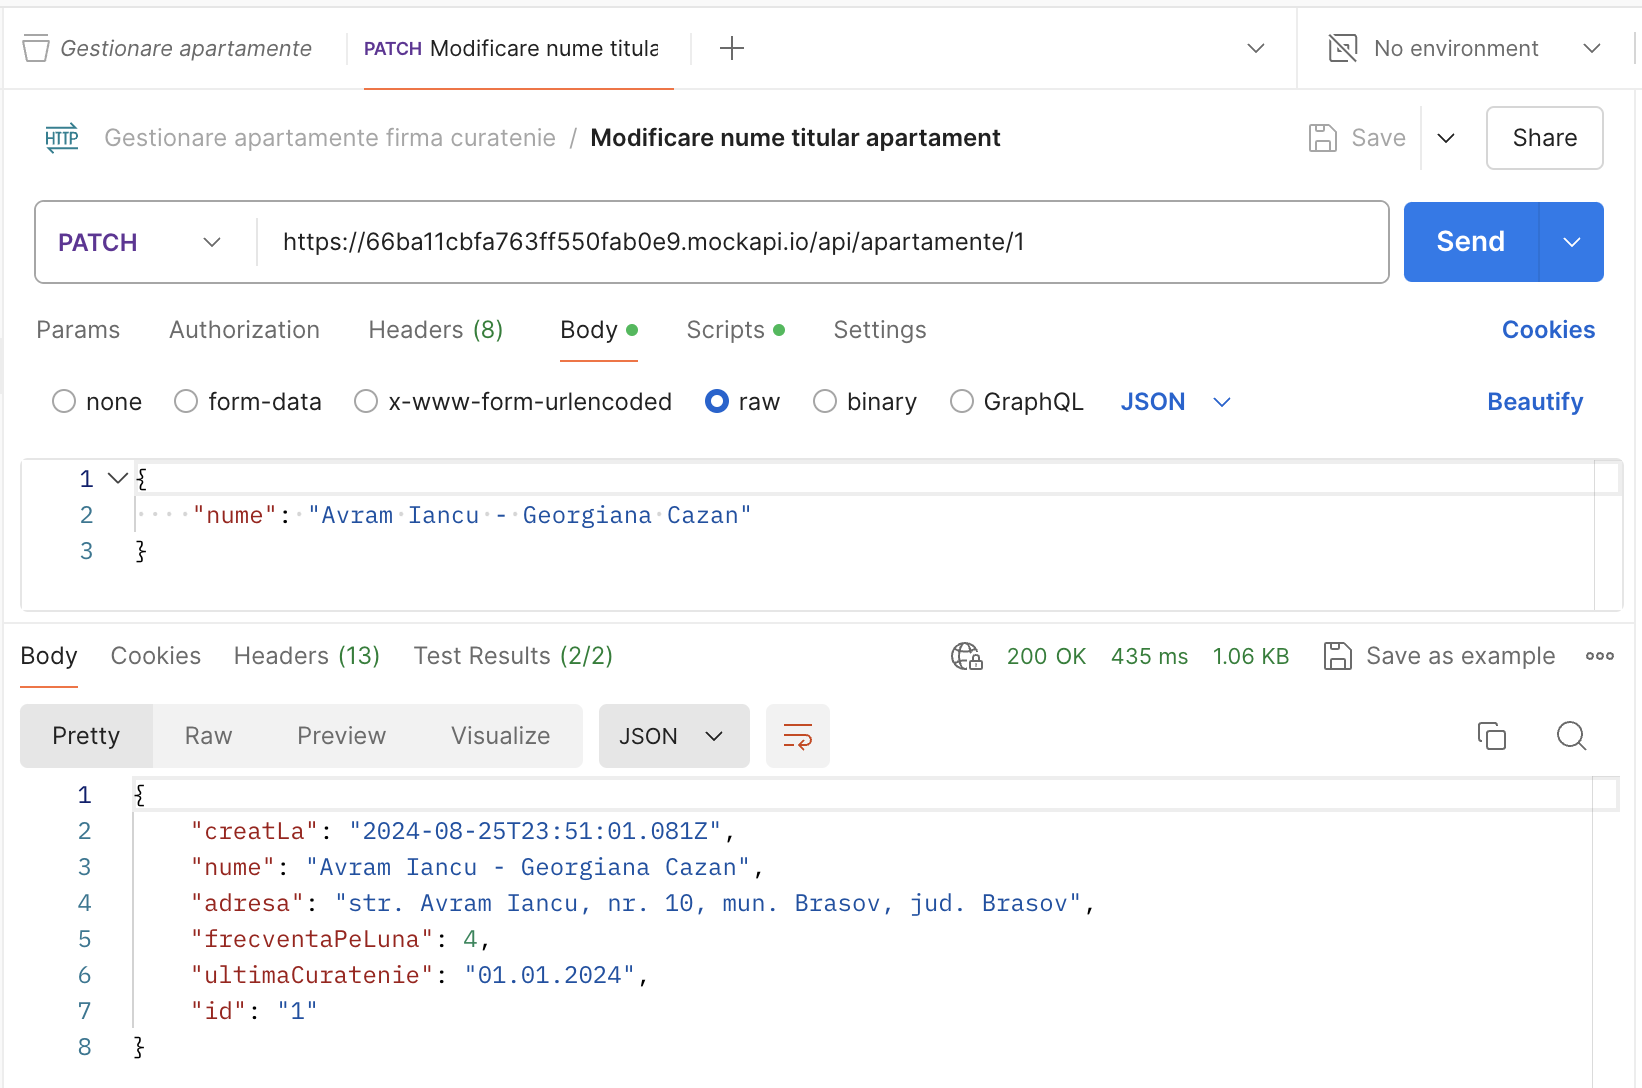 Gestionare apartamente
PATCH Modificare nume titula
No environment
HTTP Gestionare apartamente firma curatenie / Modificare nume titular apartament
Save
Share
PATCH https://66ba11cbfa763ff550fab0e9.mockapi.io/api/apartamente/1
Send
Params Authorization Headers (8) Body Scripts Settings Cookies
none form-data x-www-form-urlencoded raw binary GraphQL JSON Beautify
1 {
2 "nume": "Avram Iancu - Georgiana Cazan"
3 }
Body Cookies Headers (13) Test Results (2/2) 200 OK 435 ms 1.06 KB Save as example
Pretty Raw Preview Visualize JSON
1 {
2 "creatLa": "2024-08-25T23:51:01.081Z",
3 "nume": "Avram Iancu - Georgiana Cazan",
4 "adresa": "str. Avram Iancu, nr. 10, mun. Brasov, jud. Brasov",
5 "frecventaPeLuna": 4,
6 "ultimaCuratenie": "01.01.2024",
7 "id": "1"
8 }